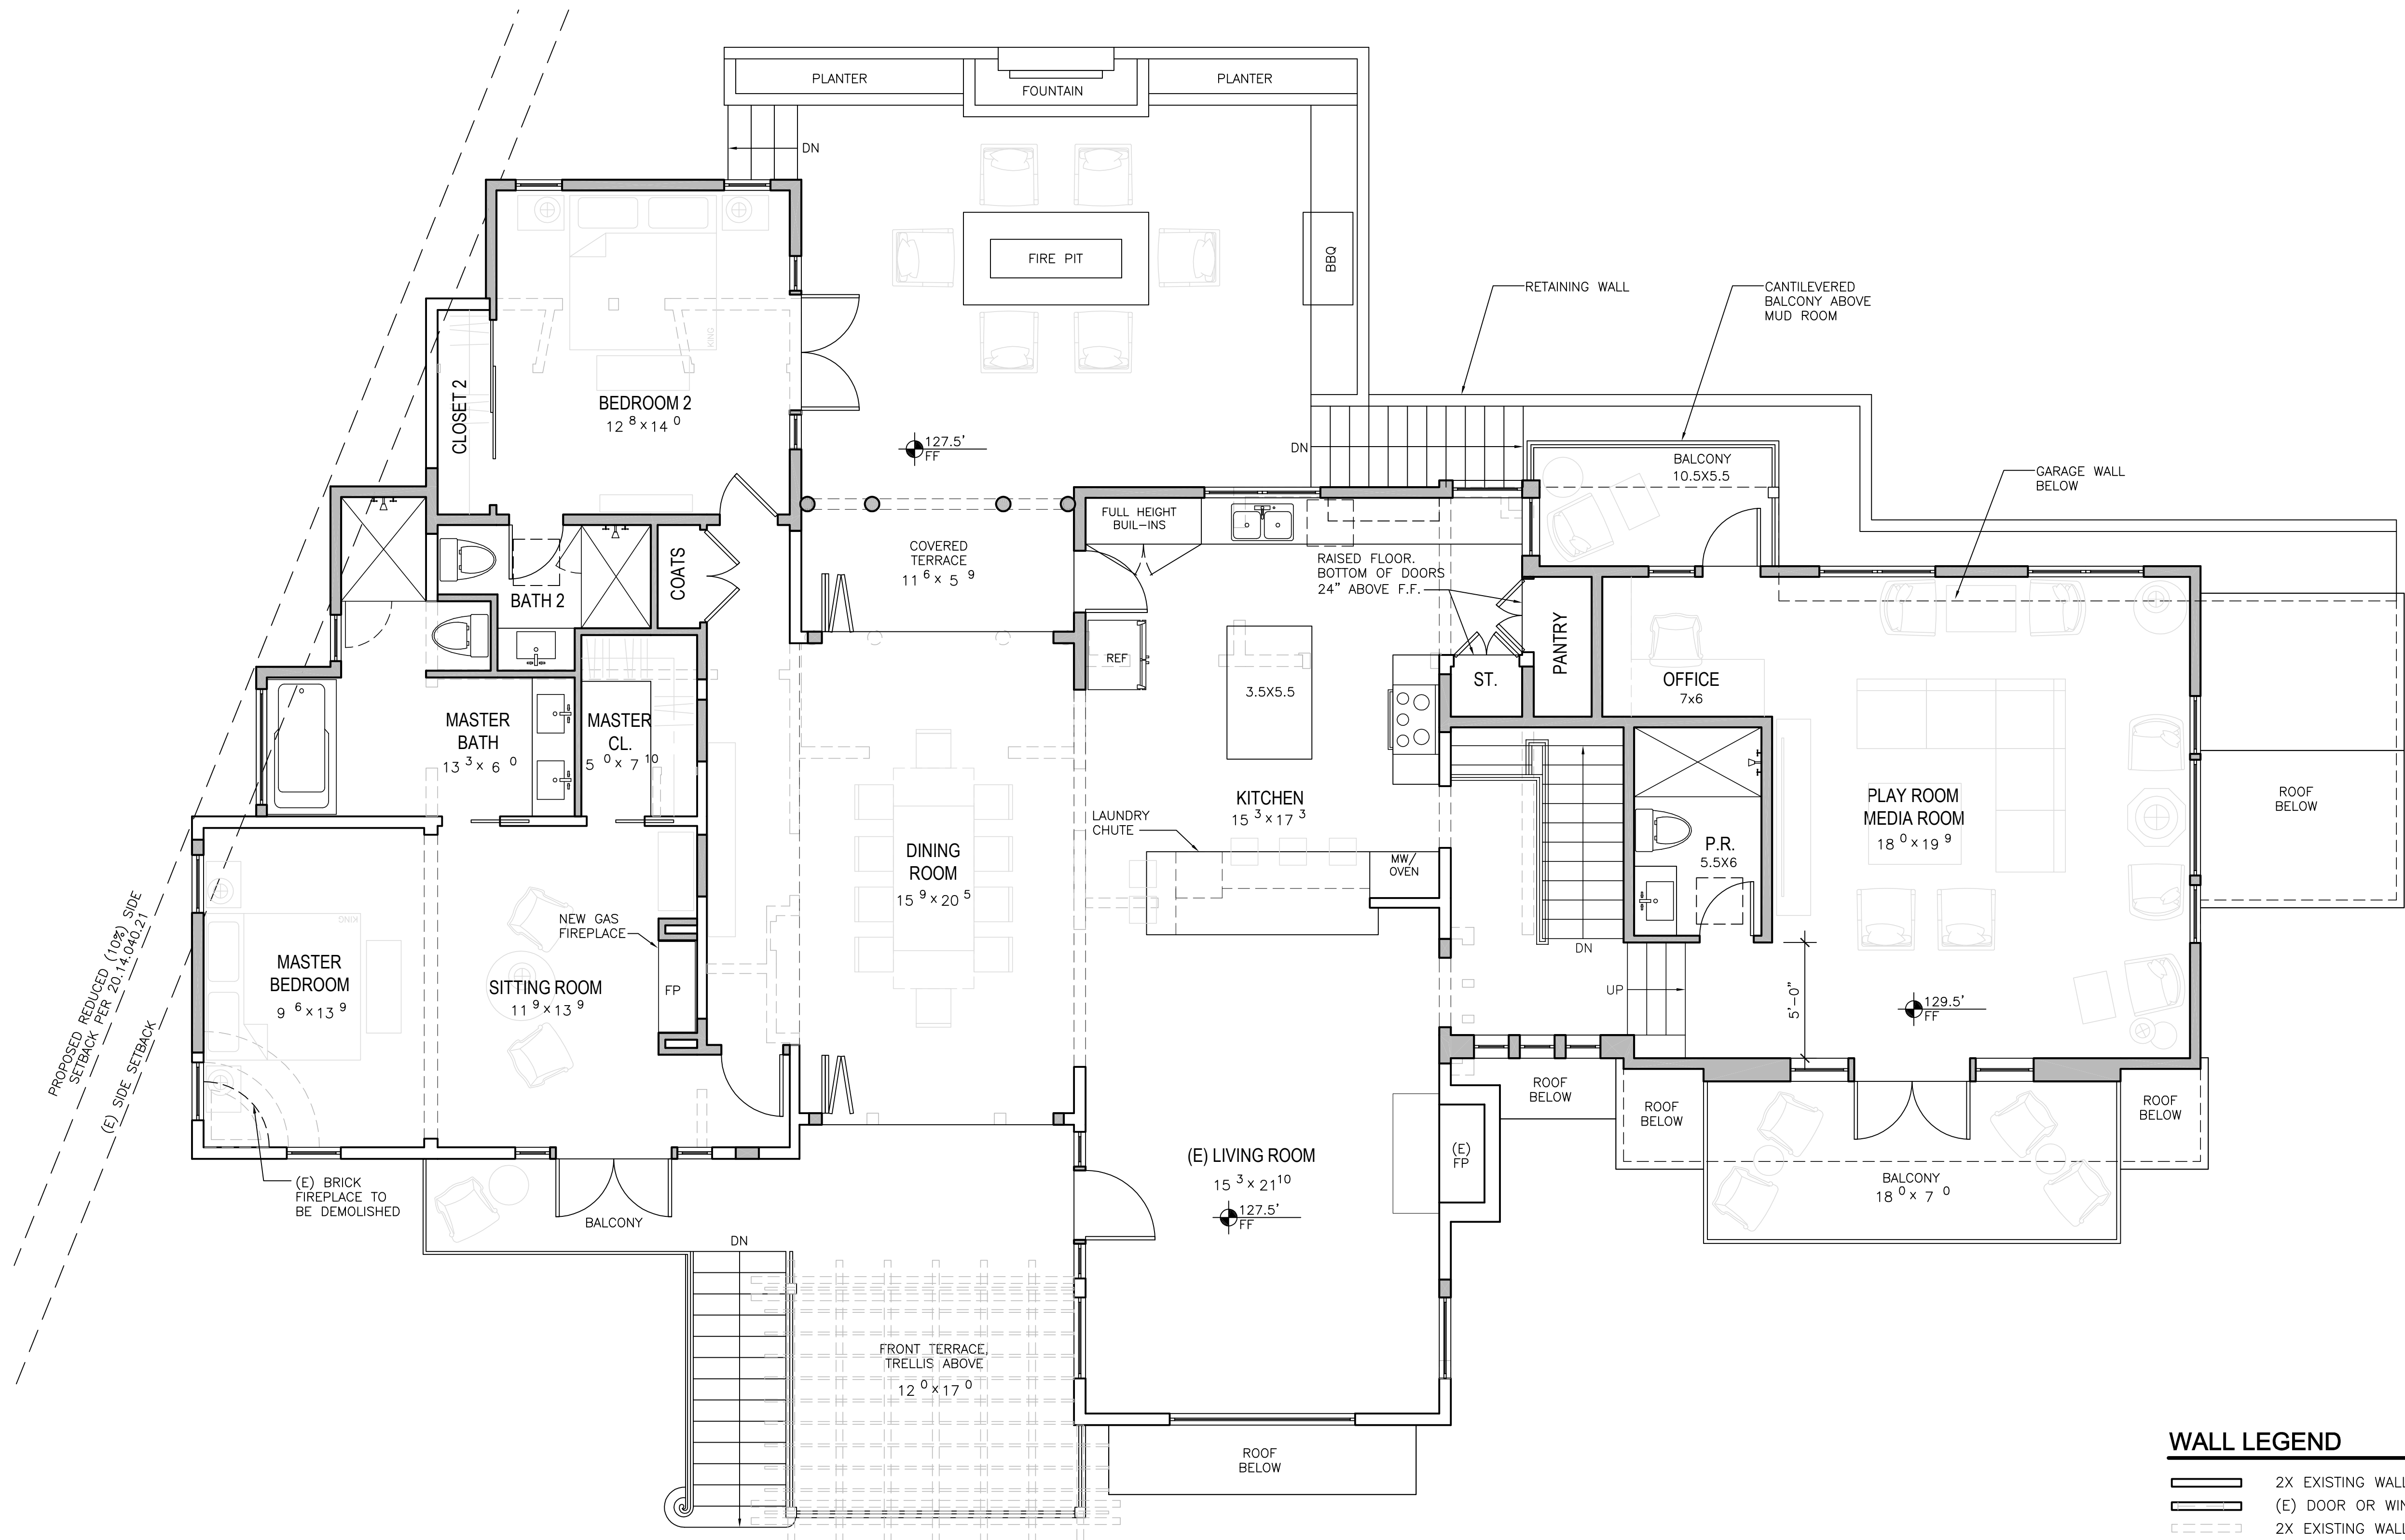 PLANTER
FOUNTAIN
PLANTER
DN
FIRE PIT
BBQ
KING
RETAINING WALL
CANTILEVERED
BALCONY ABOVE
MUD ROOM
CLOSET 2
BEDROOM 2
12 8 x 14 0
127.5'
FF
DN
BALCONY
10.5X5.5
GARAGE WALL
BELOW
FULL HEIGHT
BUIL-INS
COVERED
TERRACE
11 6 x 5 9
RAISED FLOOR.
BOTTOM OF DOORS
24" ABOVE F.F.
BATH 2
COATS
PANTRY
REF
ST.
3.5X5.5
OFFICE
7x6
MASTER
BATH
13 3 x 6 0
MASTER
CL.
5 0 x 7 10
KITCHEN
15 3 x 17 3
LAUNDRY
CHUTE
MW/
OVEN
DINING
ROOM
15 9 x 20 5
P.R.
5.5X6
PLAY ROOM
MEDIA ROOM
18 0 x 19 9
ROOF
BELOW
PROPOSED REDUCED (10%) SIDE
SETBACK PER 20.14.040.21
(E) SIDE SETBACK
KING
NEW GAS
FIREPLACE
MASTER
BEDROOM
9 6 x 13 9
SITTING ROOM
11 9 x 13 9
FP
DN
UP
5'-0"
129.5'
FF
ROOF
BELOW
ROOF
BELOW
ROOF
BELOW
(E) BRICK
FIREPLACE TO
BE DEMOLISHED
BALCONY
(E) LIVING ROOM
15 3 x 21 10
127.5'
FF
(E)
FP
BALCONY
18 0 x 7 0
DN
FRONT TERRACE,
TRELLIS ABOVE
12 0 x 17 0
ROOF
BELOW
WALL LEGEND
2X EXISTING WALL
(E) DOOR OR WIN
2X EXISTING WALL